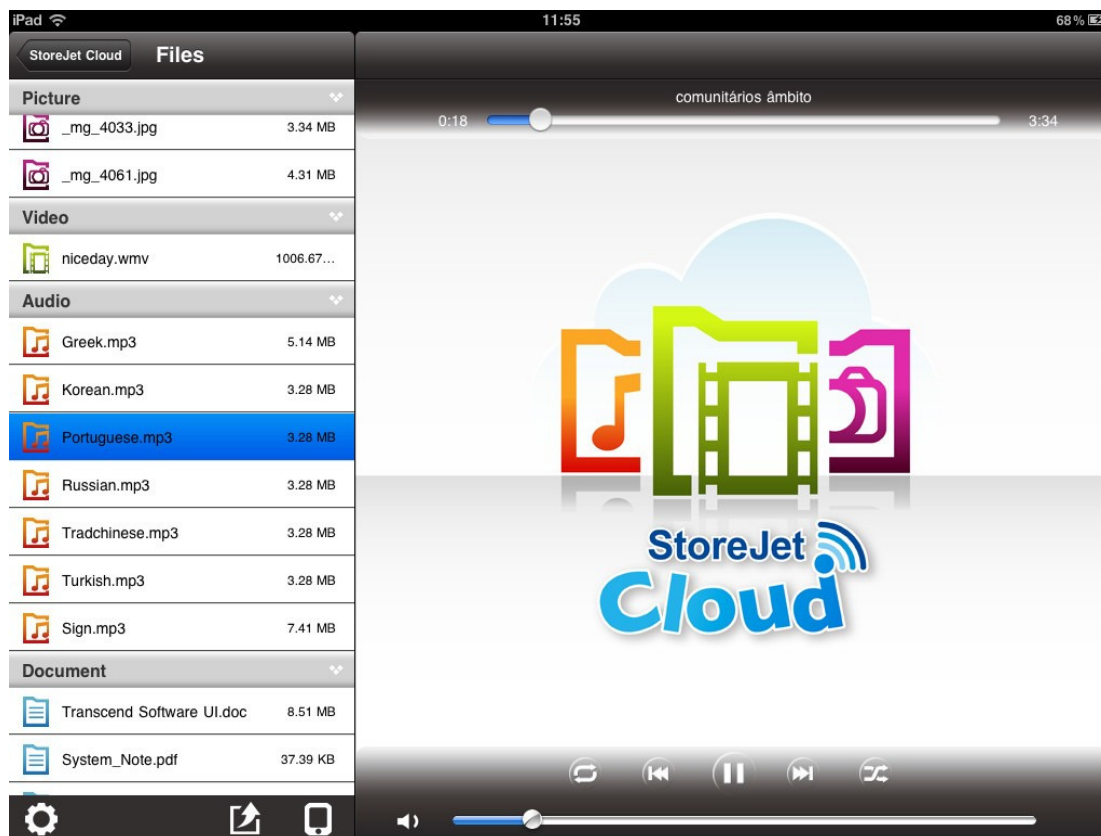 iPad 11:55 68%
StoreJet Cloud Files
Picture
_mg_4033.jpg 3.34 MB
_mg_4061.jpg 4.31 MB
Video
niceday.wmv 1006.67...
Audio
Greek.mp3 5.14 MB
Korean.mp3 3.28 MB
Portuguese.mp3 3.28 MB
Russian.mp3 3.28 MB
Tradchinese.mp3 3.28 MB
Turkish.mp3 3.28 MB
Sign.mp3 7.41 MB
Document
Transcend Software UI.doc 8.51 MB
System_Note.pdf 37.39 KB
comunitários âmbito
0:18 3:34
StoreJet
Cloud